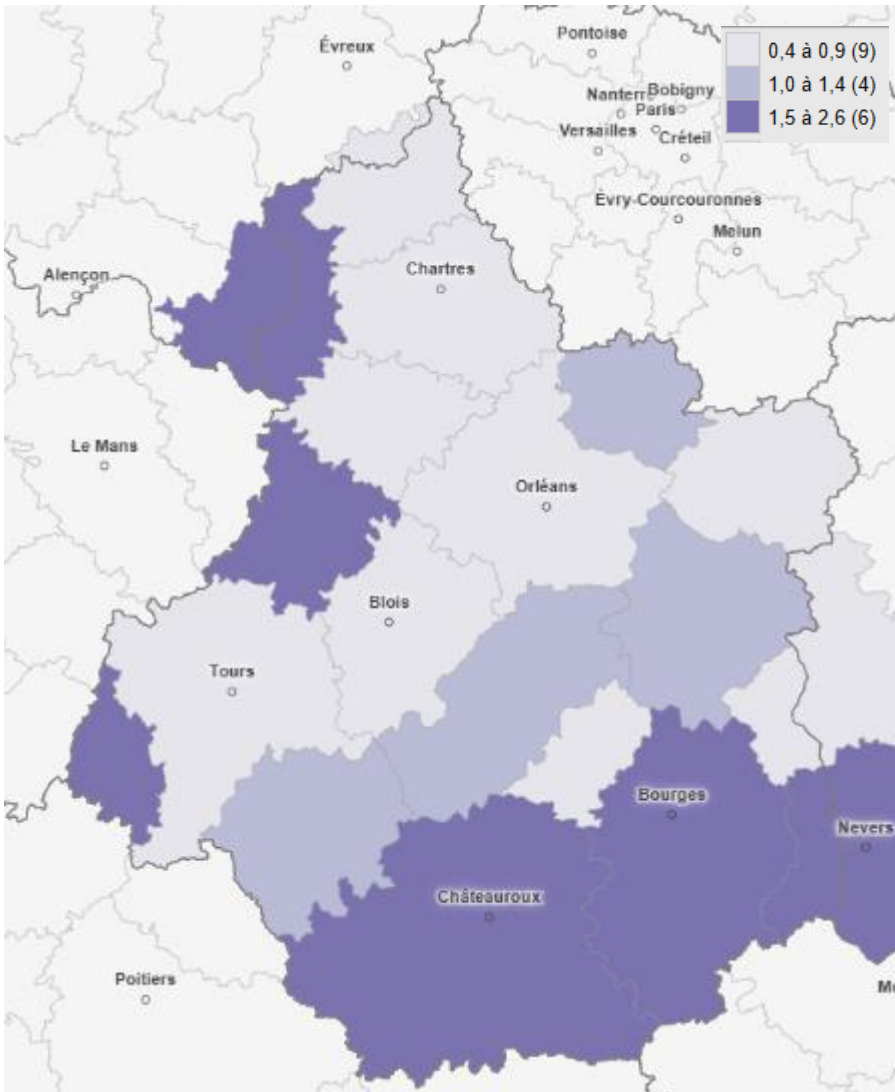 Pontoise
0,4 à 0,9 (9)
Évreux
1,0 à 1,4 (4)
Bobigny
Paris
1,5 à 2,6 (6)
Versailles
Créteil
Évry-Courcouronnes
Melun
Alençon
Chartres
Le Mans
Orléans
Blois
Tours
Bourges
Nevers
Châteauroux
Poitiers